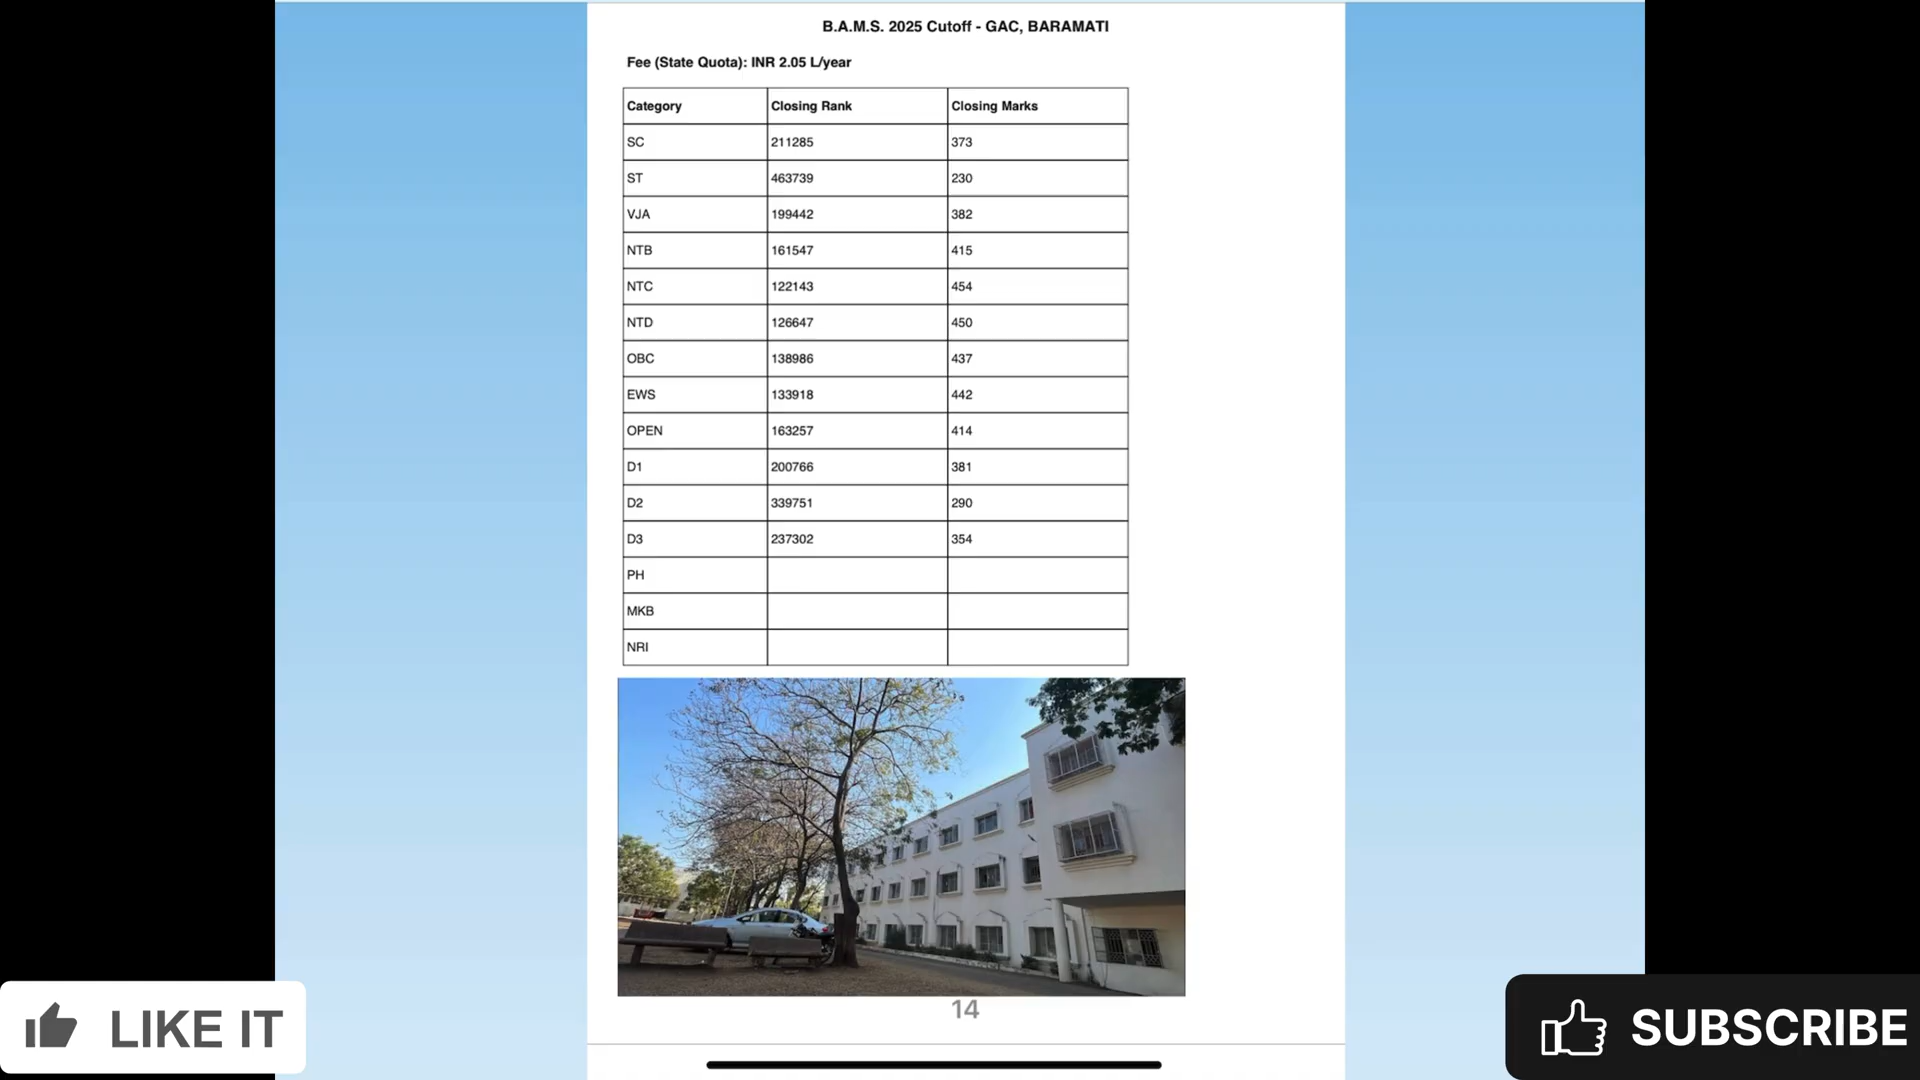 B.A.M.S. 2025 Cutoff - GAC, BARAMATI
Fee (State Quota): INR 2.05 L/year
Category Closing Rank Closing Marks
SC 211285 373
ST 463739 230
VJA 199442 382
NTB 161547 415
NTC 122143 454
NTD 126647 450
OBC 138986 437
EWS 133918 442
OPEN 163257 414
D1 200766 381
D2 339751 290
D3 237302 354
PH
MKB
NRI
14
LIKE IT
SUBSCRIBE